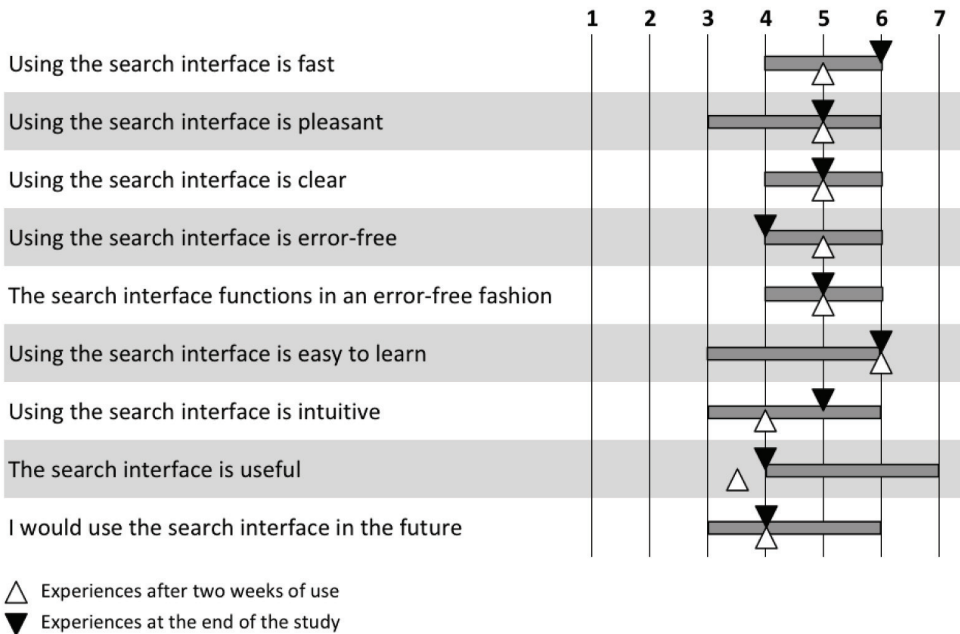 1 2 3 4 5 6 7
Using the search interface is fast
Using the search interface is pleasant
Using the search interface is clear
Using the search interface is error-free
The search interface functions in an error-free fashion
Using the search interface is easy to learn
Using the search interface is intuitive
The search interface is useful
I would use the search interface in the future
Experiences after two weeks of use
Experiences at the end of the study